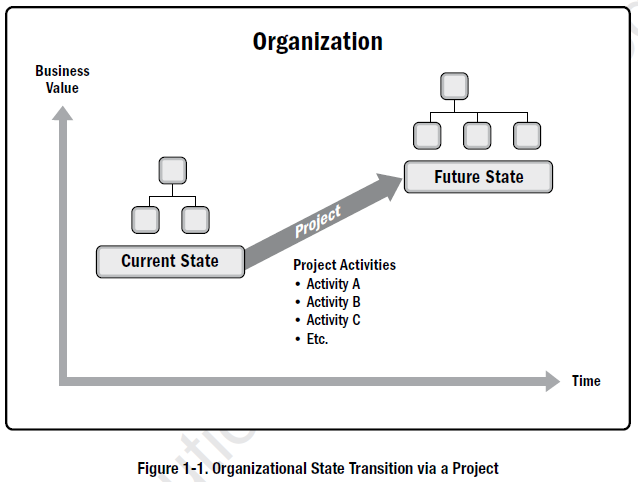 Organization
Business
Value
Future State
Project
Current State
Project Activities
• Activity A
• Activity B
• Activity C
• Etc.
Time
Figure 1-1. Organizational State Transition via a Project